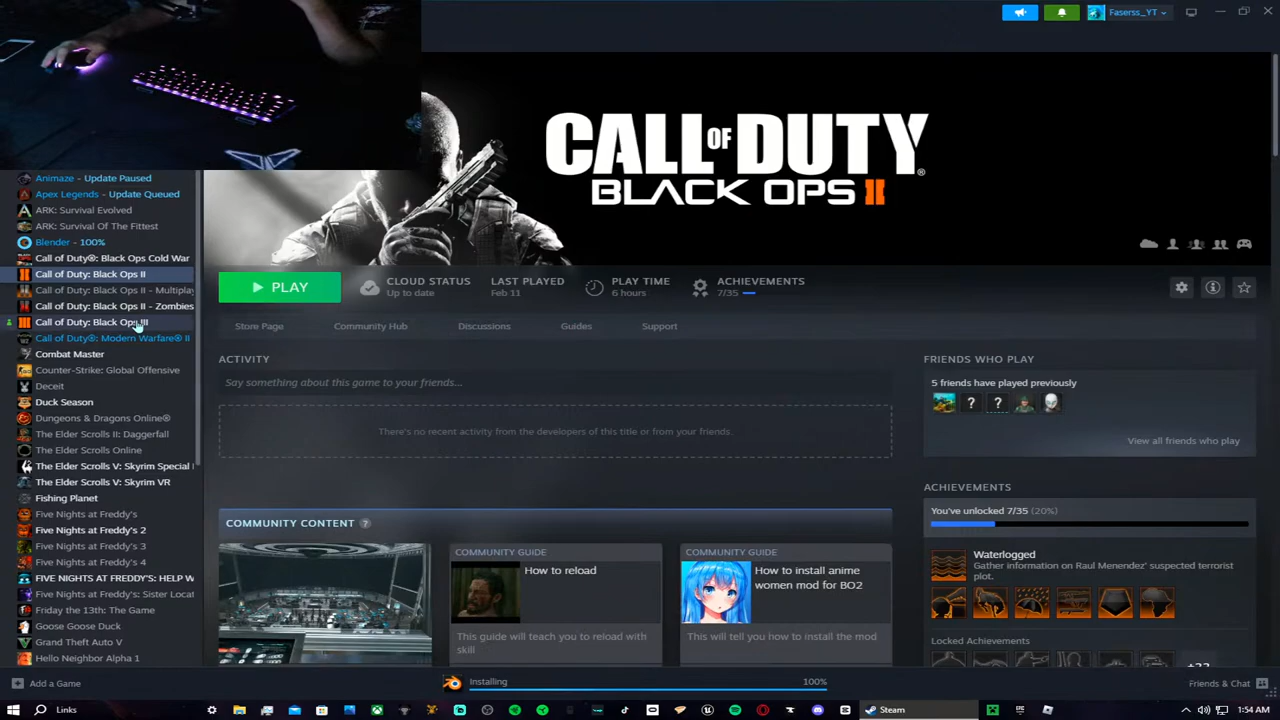 Faserss_YT
CALL OF DUTY®
BLACK OPS II
Animaze - Update Paused
Apex Legends - Update Queued
ARK: Survival Evolved
ARK: Survival Of The Fittest
Blender - 100%
Call of Duty®: Black Ops Cold War
Call of Duty: Black Ops II
Call of Duty: Black Ops II - Multiplay
Call of Duty: Black Ops II - Zombies
Call of Duty: Black Ops III
Call of Duty®: Modern Warfare® II
Combat Master
Counter-Strike: Global Offensive
Deceit
Duck Season
Dungeons & Dragons Online®
The Elder Scrolls II: Daggerfall
The Elder Scrolls Online
The Elder Scrolls V: Skyrim Special
The Elder Scrolls V: Skyrim VR
Fishing Planet
Five Nights at Freddy's
Five Nights at Freddy's 2
Five Nights at Freddy's 3
Five Nights at Freddy's 4
FIVE NIGHTS AT FREDDY'S: HELP W
Five Nights at Freddy's: Sister Locat
Friday the 13th: The Game
Goose Goose Duck
Grand Theft Auto V
Hello Neighbor Alpha 1
PLAY
CLOUD STATUS
Up to date
LAST PLAYED
Feb 11
PLAY TIME
6 hours
ACHIEVEMENTS
7/35
Store Page
Community Hub
Discussions
Guides
Support
ACTIVITY
Say something about this game to your friends...
There's no recent activity from the developers of this title or from your friends.
COMMUNITY CONTENT ?
COMMUNITY GUIDE
How to reload
This guide will teach you to reload with
skill
COMMUNITY GUIDE
How to install anime
women mod for BO2
This will tell you how to install the mod
FRIENDS WHO PLAY
5 friends have played previously
? ?
View all friends who play
ACHIEVEMENTS
You've unlocked 7/35 (20%)
Waterlogged
Gather information on Raul Menendez' suspected terrorist
plot.
Locked Achievements
Add a Game
Installing
100%
Friends & Chat
Links
Steam
1:54 AM